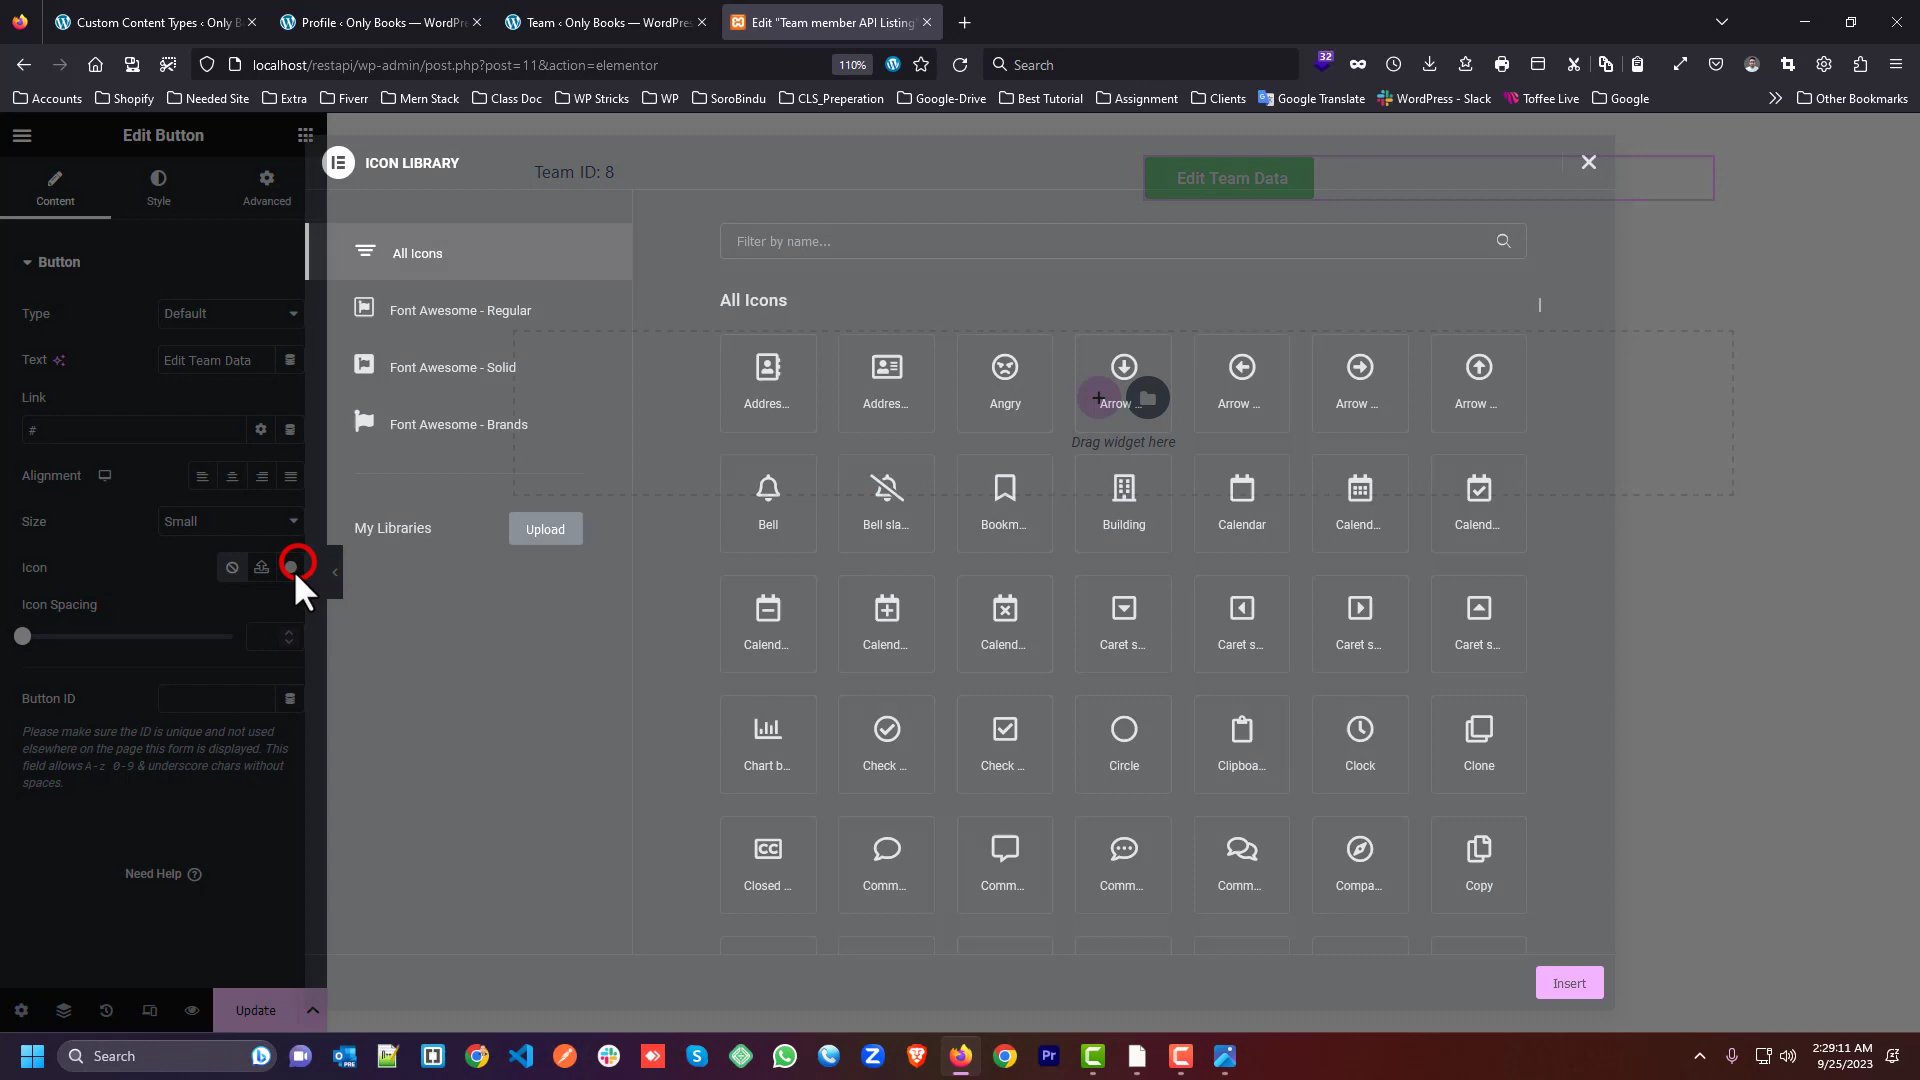 Custom Content Types ‹ Only B
Profile ‹ Only Books — WordPre
Team ‹ Only Books — WordPres
Edit "Team member API Listing"
localhost/restapi/wp-admin/post.php?post=11&action=elementor
110%
Search
32
Accounts
Shopify
Needed Site
Extra
Fiverr
Mern Stack
Class Doc
WP Stricks
WP
SoroBindu
CLS_Preperation
Google-Drive
Best Tutorial
Assignment
Clients
Google Translate
WordPress - Slack
Toffee Live
Google
Other Bookmarks
Edit Button
Content
Style
Advanced
Button
Type
Default
Text
Edit Team Data
Link
#
Alignment
Size
Small
Icon
Icon Spacing
Button ID
Please make sure the ID is unique and not used
elsewhere on the page this form is displayed. This
field allows A-z 0-9 & underscore chars without
spaces.
Need Help
Update
ICON LIBRARY
Team ID: 8
Edit Team Data
All Icons
Font Awesome - Regular
Font Awesome - Solid
Font Awesome - Brands
My Libraries
Upload
Filter by name...
All Icons
Addres...
Addres...
Angry
Arrow ...
Arrow ...
Arrow ...
Arrow ...
Drag widget here
Bell
Bell sla...
Bookm...
Building
Calendar
Calend...
Calend...
Calend...
Calend...
Calend...
Caret s...
Caret s...
Caret s...
Caret s...
Chart b...
Check ...
Check ...
Circle
Clipboa...
Clock
Clone
CC
Closed ...
Comm...
Comm...
Comm...
Comm...
Compa...
Copy
Insert
Search
PRE
Pr
2:29:11 AM
9/25/2023